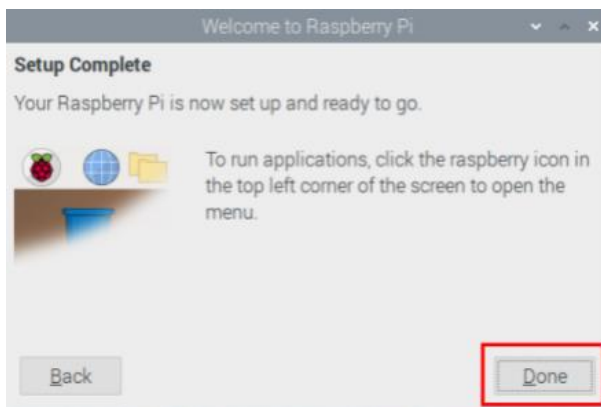 Welcome to Raspberry Pi
Setup Complete
Your Raspberry Pi is now set up and ready to go.
To run applications, click the raspberry icon in
the top left corner of the screen to open the
menu.
Back
Done